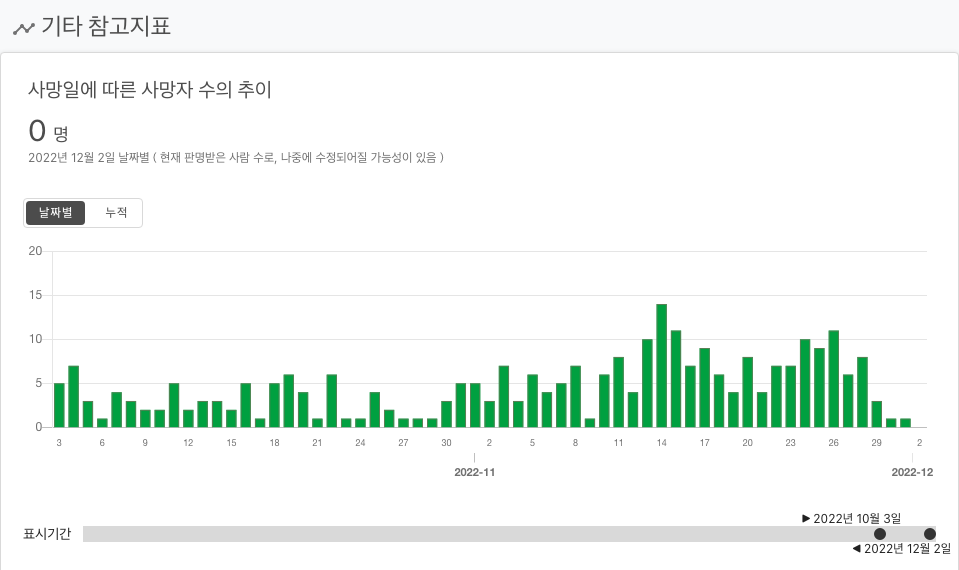 기타 참고지표
사망일에 따른 사망자 수의 추이
0 명
2022년 12월 2일 날짜별 ( 현재 판명받은 사람 수로, 나중에 수정되어질 가능성이 있음 )
날짜별 누적
20
15
10
5
0
3 6 9 12 15 18 21 24 27 30 2 5 8 11 14 17 20 23 26 29 2
2022-11 2022-12
▶ 2022년 10월 3일
표시기간
◀ 2022년 12월 2일